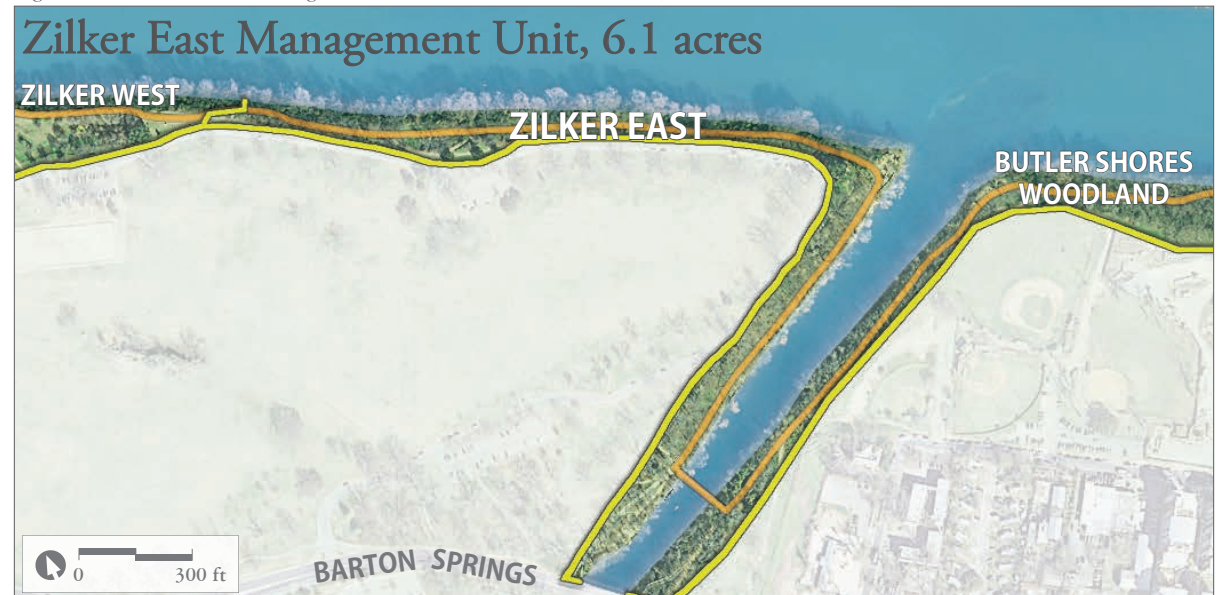 Zilker East Management Unit, 6.1 acres
ZILKER WEST
ZILKER EAST
BUTLER SHORES
WOODLAND
BARTON SPRINGS
0 300 ft